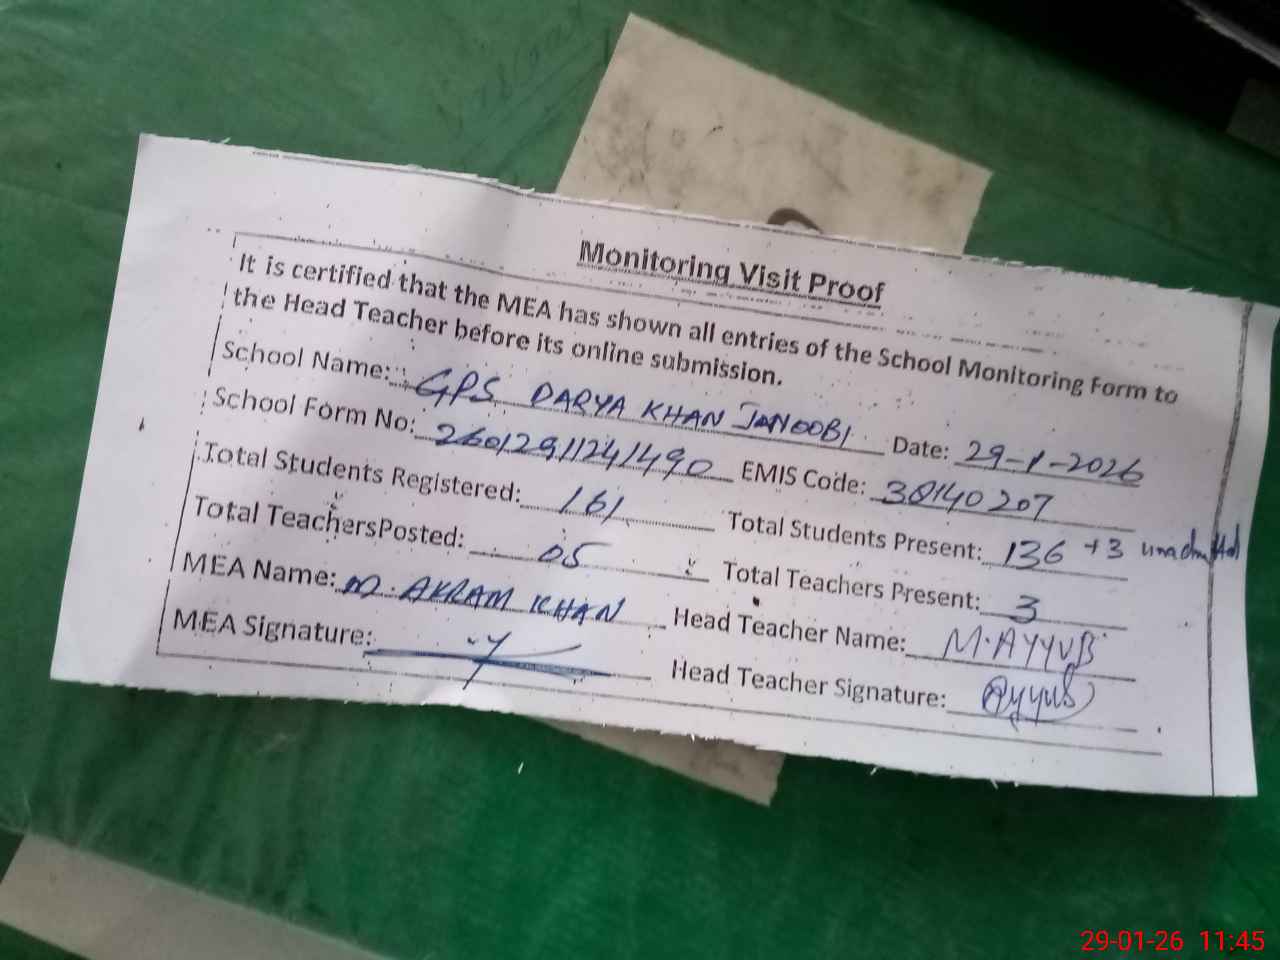 Monitoring Visit Proof
It is certified that the MEA has shown all entries of the School Monitoring Form to
the Head Teacher before its online submission.
School Name: GPS DARYA KHAN JANOOBI Date: 29-1-2026
School Form No: 26012911241490 EMIS Code: 30140207
Total Students Registered: 161 Total Students Present: 136 +3 unadmitted
Total TeachersPosted: 05 Total Teachers Present: 3
MEA Name: M. AKRAM KHAN Head Teacher Name: M. AYYUB
MEA Signature: Head Teacher Signature: Ayyub
29-01-26 11:45